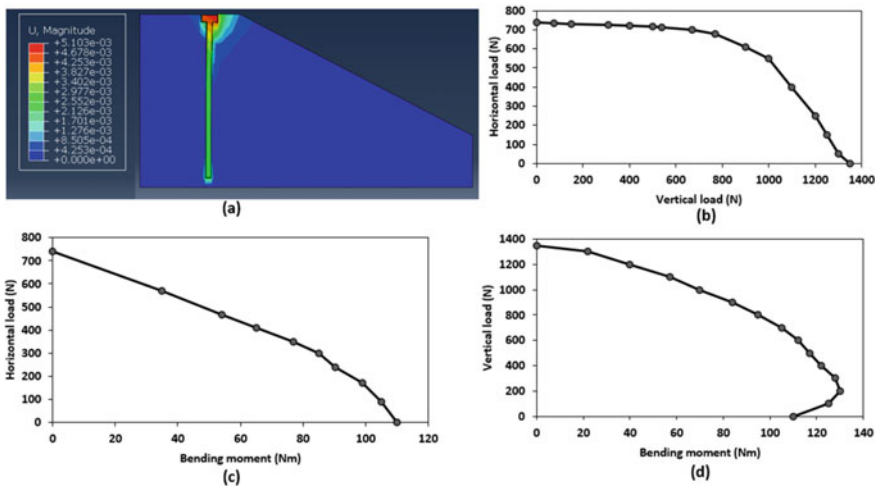 U, Magnitude
+5.103e-03
+4.678e-03
+4.253e-03
+3.827e-03
+3.402e-03
+2.977e-03
+2.552e-03
+2.126e-03
+1.701e-03
+1.276e-03
+8.505e-04
+4.253e-04
+0.000e+00
(a)
Horizontal load (N)
800
700
600
500
400
300
200
100
0
0 200 400 600 800 1000 1200 1400
Vertical load (N)
(b)
Horizontal load (N)
800
700
600
500
400
300
200
100
0
0 20 40 60 80 100 120
Bending moment (Nm)
(c)
Vertical load (N)
1400
1200
1000
800
600
400
200
0
0 20 40 60 80 100 120 140
Bending moment (Nm)
(d)